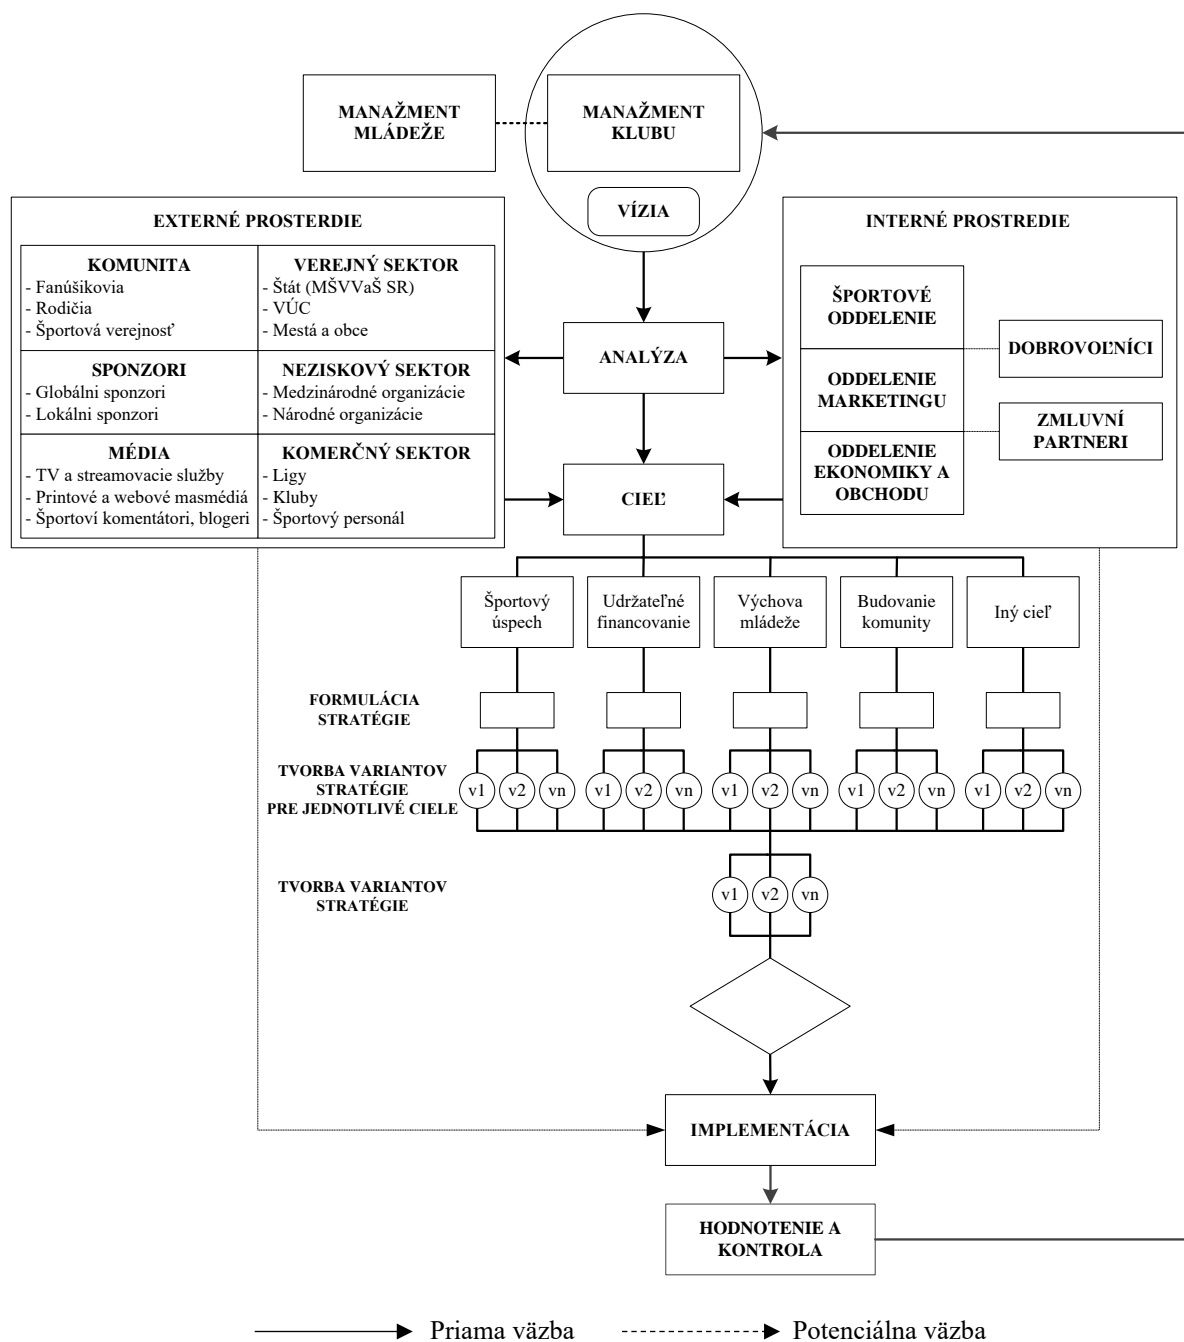 MANAŽMENT
MLÁDEŽE
MANAŽMENT
KLUBU
VÍZIA
EXTERNÉ PROSTERDIE
KOMUNITA
- Fanúšikovia
- Rodičia
- Športová verejnosť
VEREJNÝ SEKTOR
- Štát (MŠVVaŠ SR)
- VÚC
- Mestá a obce
SPONZORI
- Globálni sponzori
- Lokálni sponzori
NEZISKOVÝ SEKTOR
- Medzinárodné organizácie
- Národné organizácie
MÉDIA
- TV a streamovacie služby
- Printové a webové masmédiá
- Športoví komentátori, blogeri
KOMERČNÝ SEKTOR
- Ligy
- Kluby
- Športový personál
ANALÝZA
CIEĽ
INTERNÉ PROSTREDIE
ŠPORTOVÉ
ODDELENIE
ODDELENIE
MARKETINGU
ODDELENIE
EKONOMIKY A
OBCHODU
DOBROVOĽNÍCI
ZMLUVNÍ
PARTNERI
Športový
úspech
Udržateľné
financovanie
Výchova
mládeže
Budovanie
komunity
Iný cieľ
FORMULÁCIA
STRATÉGIE
TVORBA VARIANTOV
STRATÉGIE
PRE JEDNOTLIVÉ CIELE
v1 v2 vn v1 v2 vn v1 v2 vn v1 v2 vn v1 v2 vn
TVORBA VARIANTOV
STRATÉGIE
v1 v2 vn
IMPLEMENTÁCIA
HODNOTENIE A
KONTROLA
Priama väzba
Potenciálna väzba